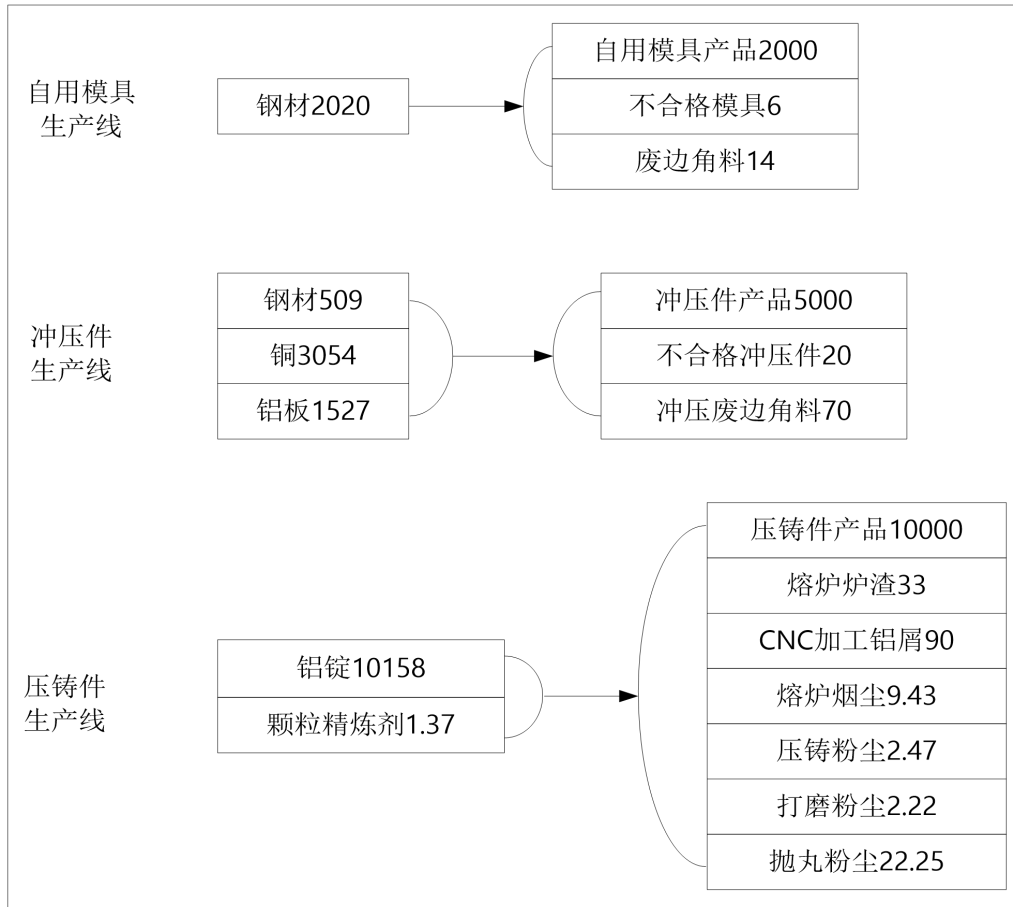 自用模具
生产线
钢材2020
自用模具产品2000
不合格模具6
废边角料14
冲压件
生产线
钢材509
铜3054
铝板1527
冲压件产品5000
不合格冲压件20
冲压废边角料70
压铸件
生产线
铝锭10158
颗粒精炼剂1.37
压铸件产品10000
熔炉炉渣33
CNC加工铝屑90
熔炉烟尘9.43
压铸粉尘2.47
打磨粉尘2.22
抛丸粉尘22.25